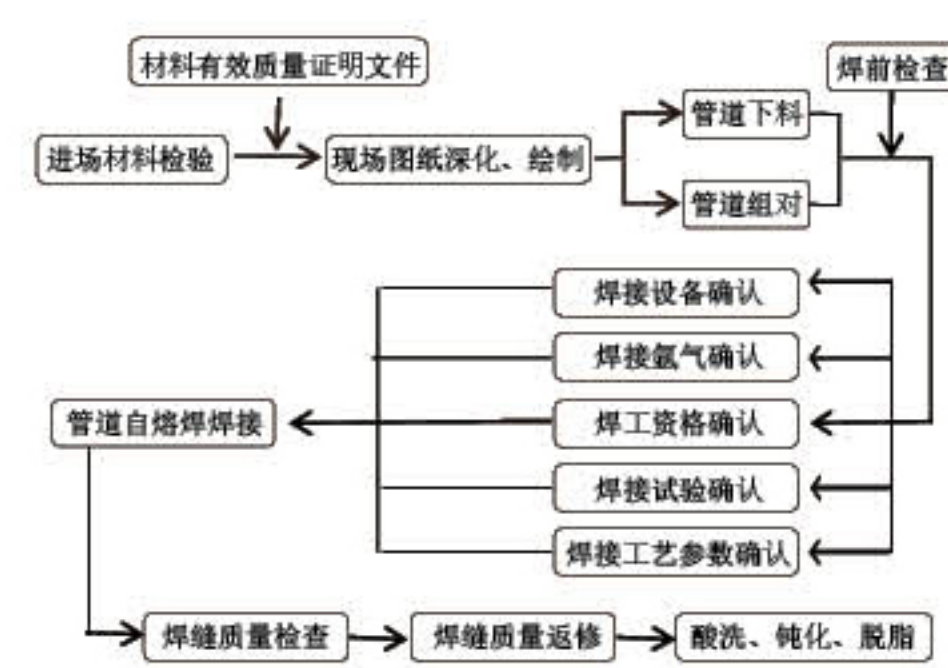 材料有效质量证明文件
焊前检查
进场材料检验
现场图纸深化、绘制
管道下料
管道组对
焊接设备确认
焊接氩气确认
焊工资格确认
焊接试验确认
焊接工艺参数确认
管道自熔焊焊接
焊缝质量检查
焊缝质量返修
酸洗、钝化、脱脂